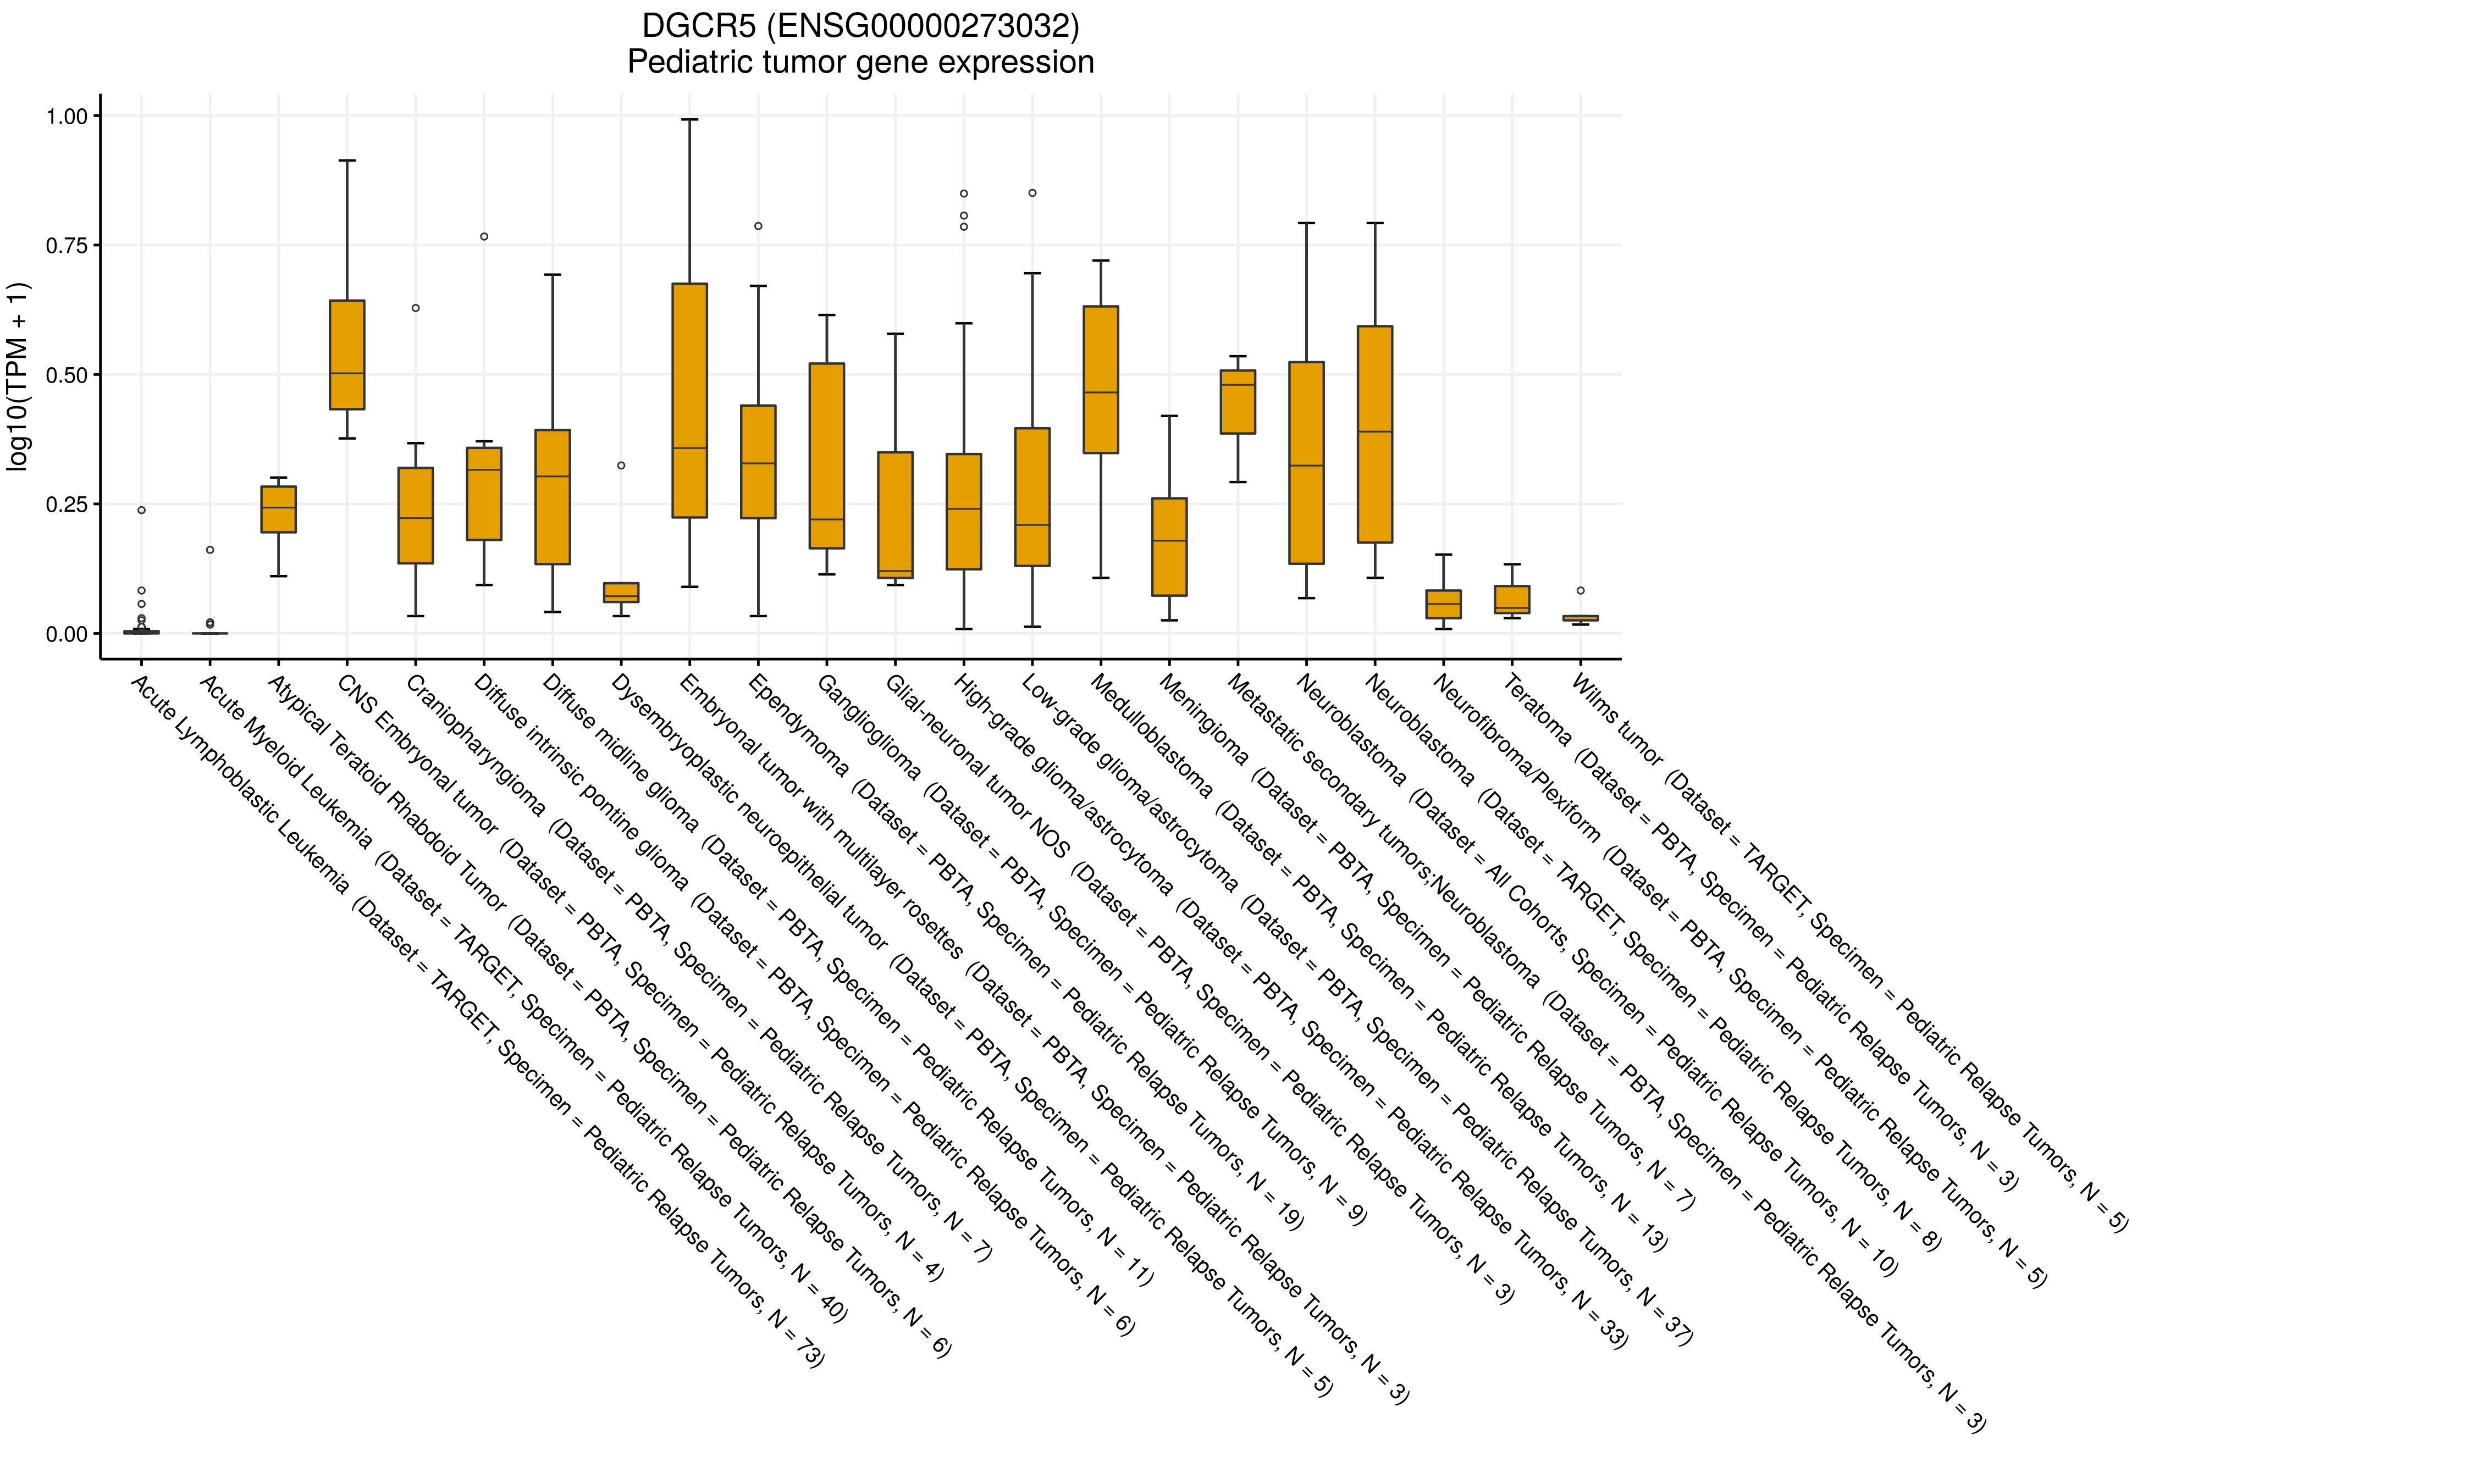 DGCR5 (ENSG00000273032)
Pediatric tumor gene expression
log10(TPM + 1)
1.00
0.75
0.50
0.25
0.00
Acute Lymphoblastic Leukemia (Dataset = TARGET, Specimen = Pediatric Relapse Tumors, N = 73)
Acute Myeloid Leukemia (Dataset = TARGET, Specimen = Pediatric Relapse Tumors, N = 40)
Atypical Teratoid Rhabdoid Tumor (Dataset = PBTA, Specimen = Pediatric Relapse Tumors, N = 6)
CNS Embryonal tumor (Dataset = PBTA, Specimen = Pediatric Relapse Tumors, N = 4)
Craniopharyngioma (Dataset = PBTA, Specimen = Pediatric Relapse Tumors, N = 7)
Diffuse intrinsic pontine glioma (Dataset = PBTA, Specimen = Pediatric Relapse Tumors, N = 6)
Diffuse midline glioma (Dataset = PBTA, Specimen = Pediatric Relapse Tumors, N = 11)
Dysembryoplastic neuroepithelial tumor (Dataset = PBTA, Specimen = Pediatric Relapse Tumors, N = 5)
Embryonal tumor with multilayer rosettes (Dataset = PBTA, Specimen = Pediatric Relapse Tumors, N = 3)
Ependymoma (Dataset = PBTA, Specimen = Pediatric Relapse Tumors, N = 19)
Ganglioglioma (Dataset = PBTA, Specimen = Pediatric Relapse Tumors, N = 9)
Glial-neuronal tumor NOS (Dataset = PBTA, Specimen = Pediatric Relapse Tumors, N = 3)
High-grade glioma/astrocytoma (Dataset = PBTA, Specimen = Pediatric Relapse Tumors, N = 33)
Low-grade glioma/astrocytoma (Dataset = PBTA, Specimen = Pediatric Relapse Tumors, N = 37)
Medulloblastoma (Dataset = PBTA, Specimen = Pediatric Relapse Tumors, N = 13)
Meningioma (Dataset = PBTA, Specimen = Pediatric Relapse Tumors, N = 7)
Metastatic secondary tumors;Neuroblastoma (Dataset = PBTA, Specimen = Pediatric Relapse Tumors, N = 3)
Neuroblastoma (Dataset = All Cohorts, Specimen = Pediatric Relapse Tumors, N = 10)
Neuroblastoma (Dataset = TARGET, Specimen = Pediatric Relapse Tumors, N = 8)
Neurofibroma/Plexiform (Dataset = PBTA, Specimen = Pediatric Relapse Tumors, N = 5)
Teratoma (Dataset = PBTA, Specimen = Pediatric Relapse Tumors, N = 3)
Wilms tumor (Dataset = TARGET, Specimen = Pediatric Relapse Tumors, N = 5)